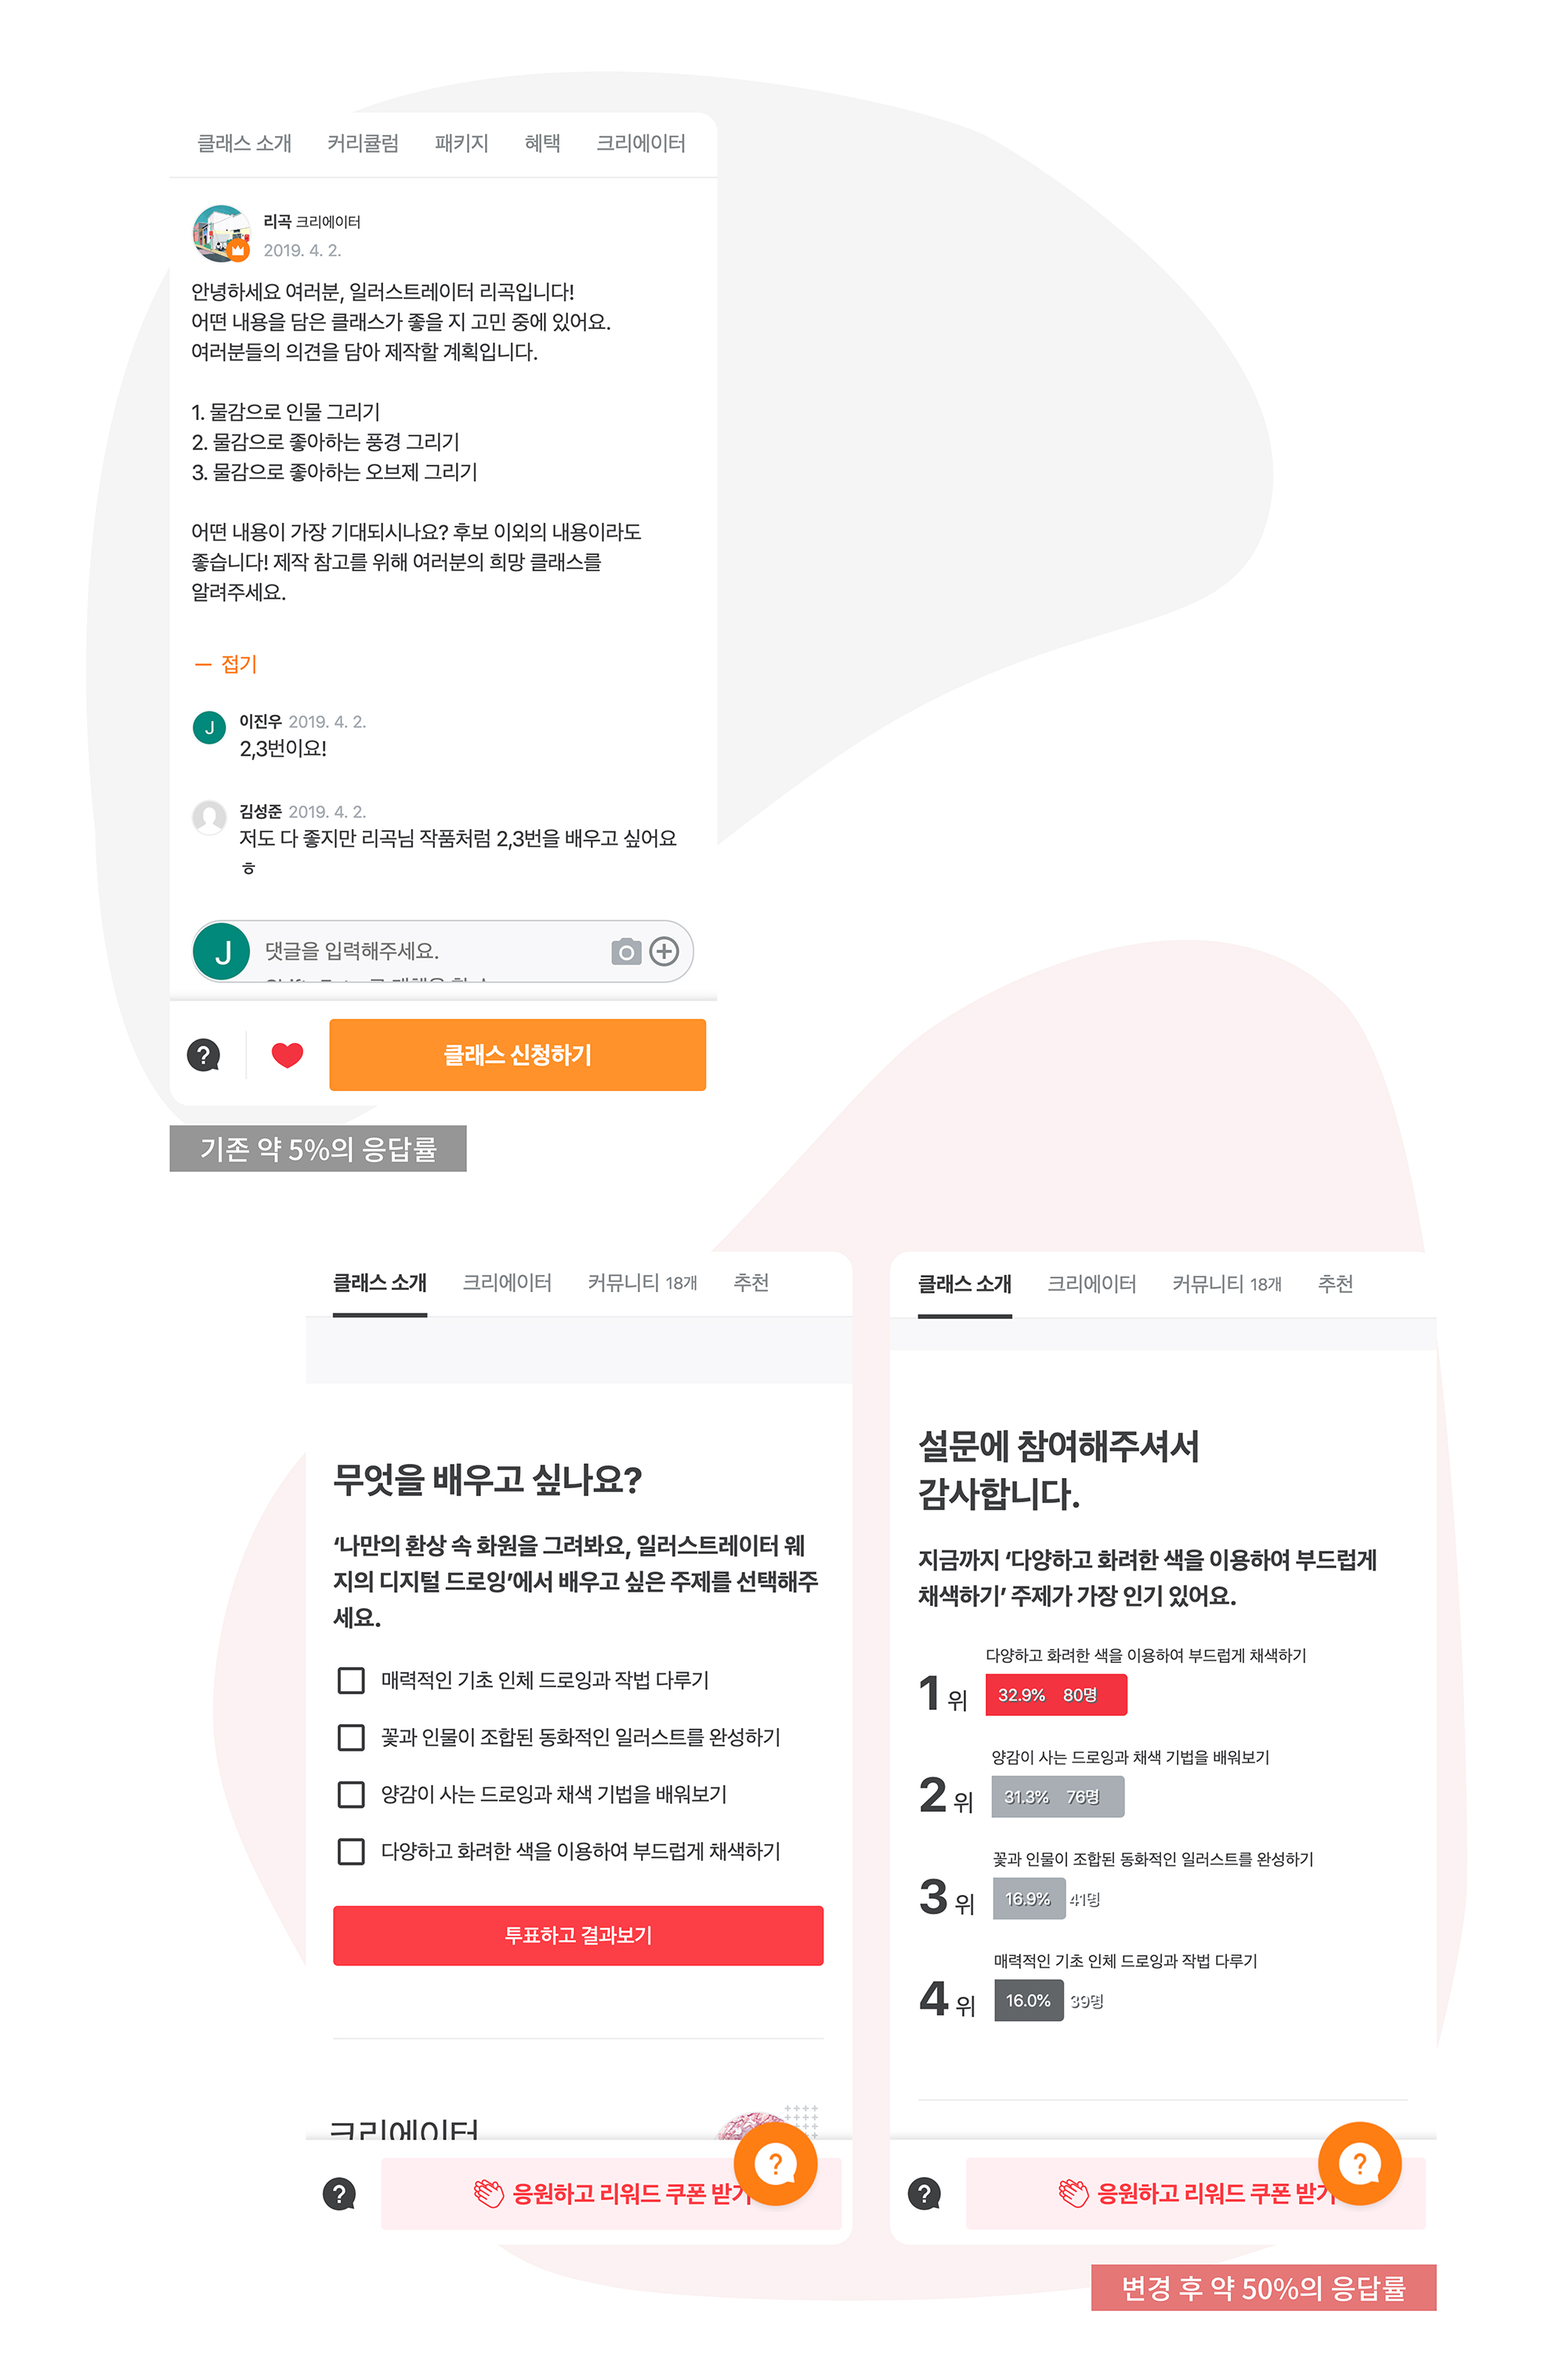 클래스 소개 커리큘럼 패키지 혜택 크리에이터
리곡 크리에이터
2019. 4. 2.
안녕하세요 여러분, 일러스트레이터 리곡입니다!
어떤 내용을 담은 클래스가 좋을 지 고민 중에 있어요.
여러분들의 의견을 담아 제작할 계획입니다.
1. 물감으로 인물 그리기
2. 물감으로 좋아하는 풍경 그리기
3. 물감으로 좋아하는 오브제 그리기
어떤 내용이 가장 기대되시나요? 후보 이외의 내용이라도
좋습니다! 제작 참고를 위해 여러분의 희망 클래스를
알려주세요.
— 접기
J
이진우 2019. 4. 2.
2,3번이요!
김성준 2019. 4. 2.
저도 다 좋지만 리곡님 작품처럼 2,3번을 배우고 싶어요
ㅎ
J
댓글을 입력해주세요.
?
클래스 신청하기
기존 약 5%의 응답률
클래스 소개 크리에이터 커뮤니티 18개 추천
무엇을 배우고 싶나요?
‘나만의 환상 속 화원을 그려봐요, 일러스트레이터 웨
지의 디지털 드로잉’에서 배우고 싶은 주제를 선택해주
세요.
매력적인 기초 인체 드로잉과 작법 다루기
꽃과 인물이 조합된 동화적인 일러스트를 완성하기
양감이 사는 드로잉과 채색 기법을 배워보기
다양하고 화려한 색을 이용하여 부드럽게 채색하기
투표하고 결과보기
크리에이터
?
?
응원하고 리워드 쿠폰 받기
클래스 소개 크리에이터 커뮤니티 18개 추천
설문에 참여해주셔서
감사합니다.
지금까지 ‘다양하고 화려한 색을 이용하여 부드럽게
채색하기’ 주제가 가장 인기 있어요.
다양하고 화려한 색을 이용하여 부드럽게 채색하기
1위 32.9% 80명
양감이 사는 드로잉과 채색 기법을 배워보기
2위 31.3% 76명
꽃과 인물이 조합된 동화적인 일러스트를 완성하기
3위 16.9% 41명
매력적인 기초 인체 드로잉과 작법 다루기
4위 16.0% 39명
?
?
응원하고 리워드 쿠폰 받기
변경 후 약 50%의 응답률